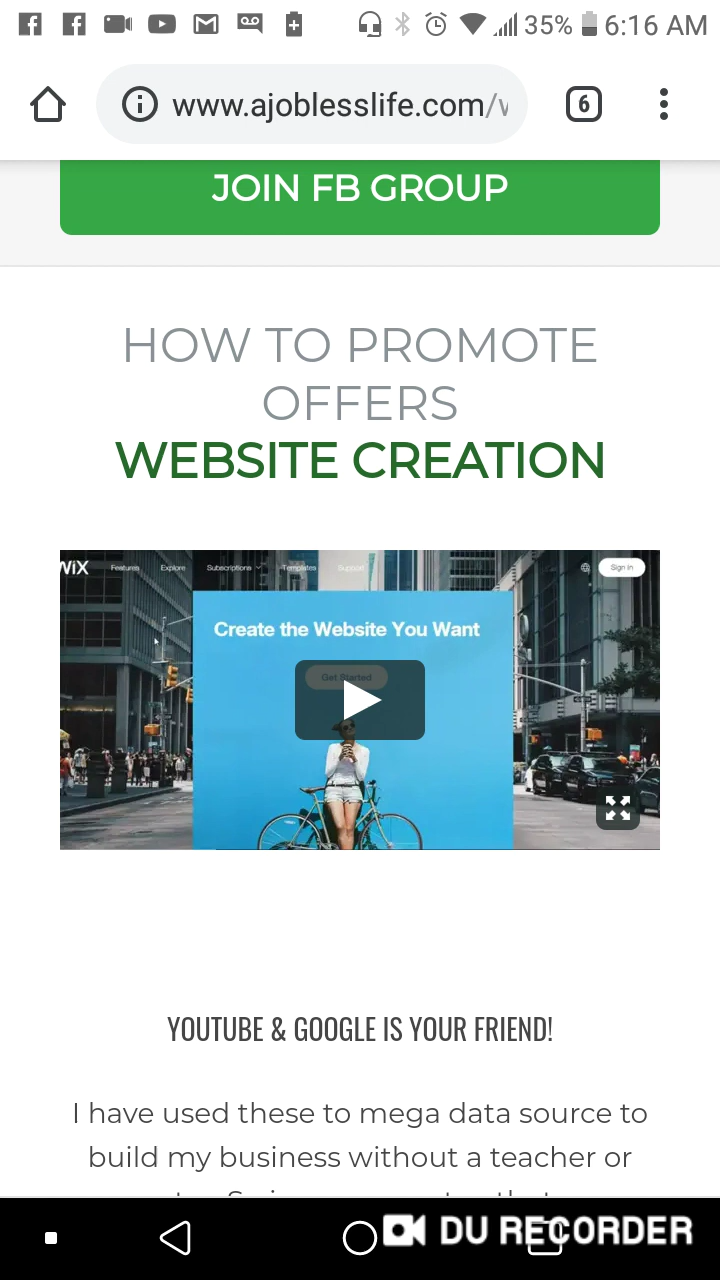 35% 6:16 AM
www.ajoblesslife.com/
6
JOIN FB GROUP
HOW TO PROMOTE
OFFERS
WEBSITE CREATION
WiX Features Explore Subscriptions Templates Support Sign in
Create the Website You Want
Get Started
YOUTUBE & GOOGLE IS YOUR FRIEND!
I have used these to mega data source to
build my business without a teacher or
DU RECORDER